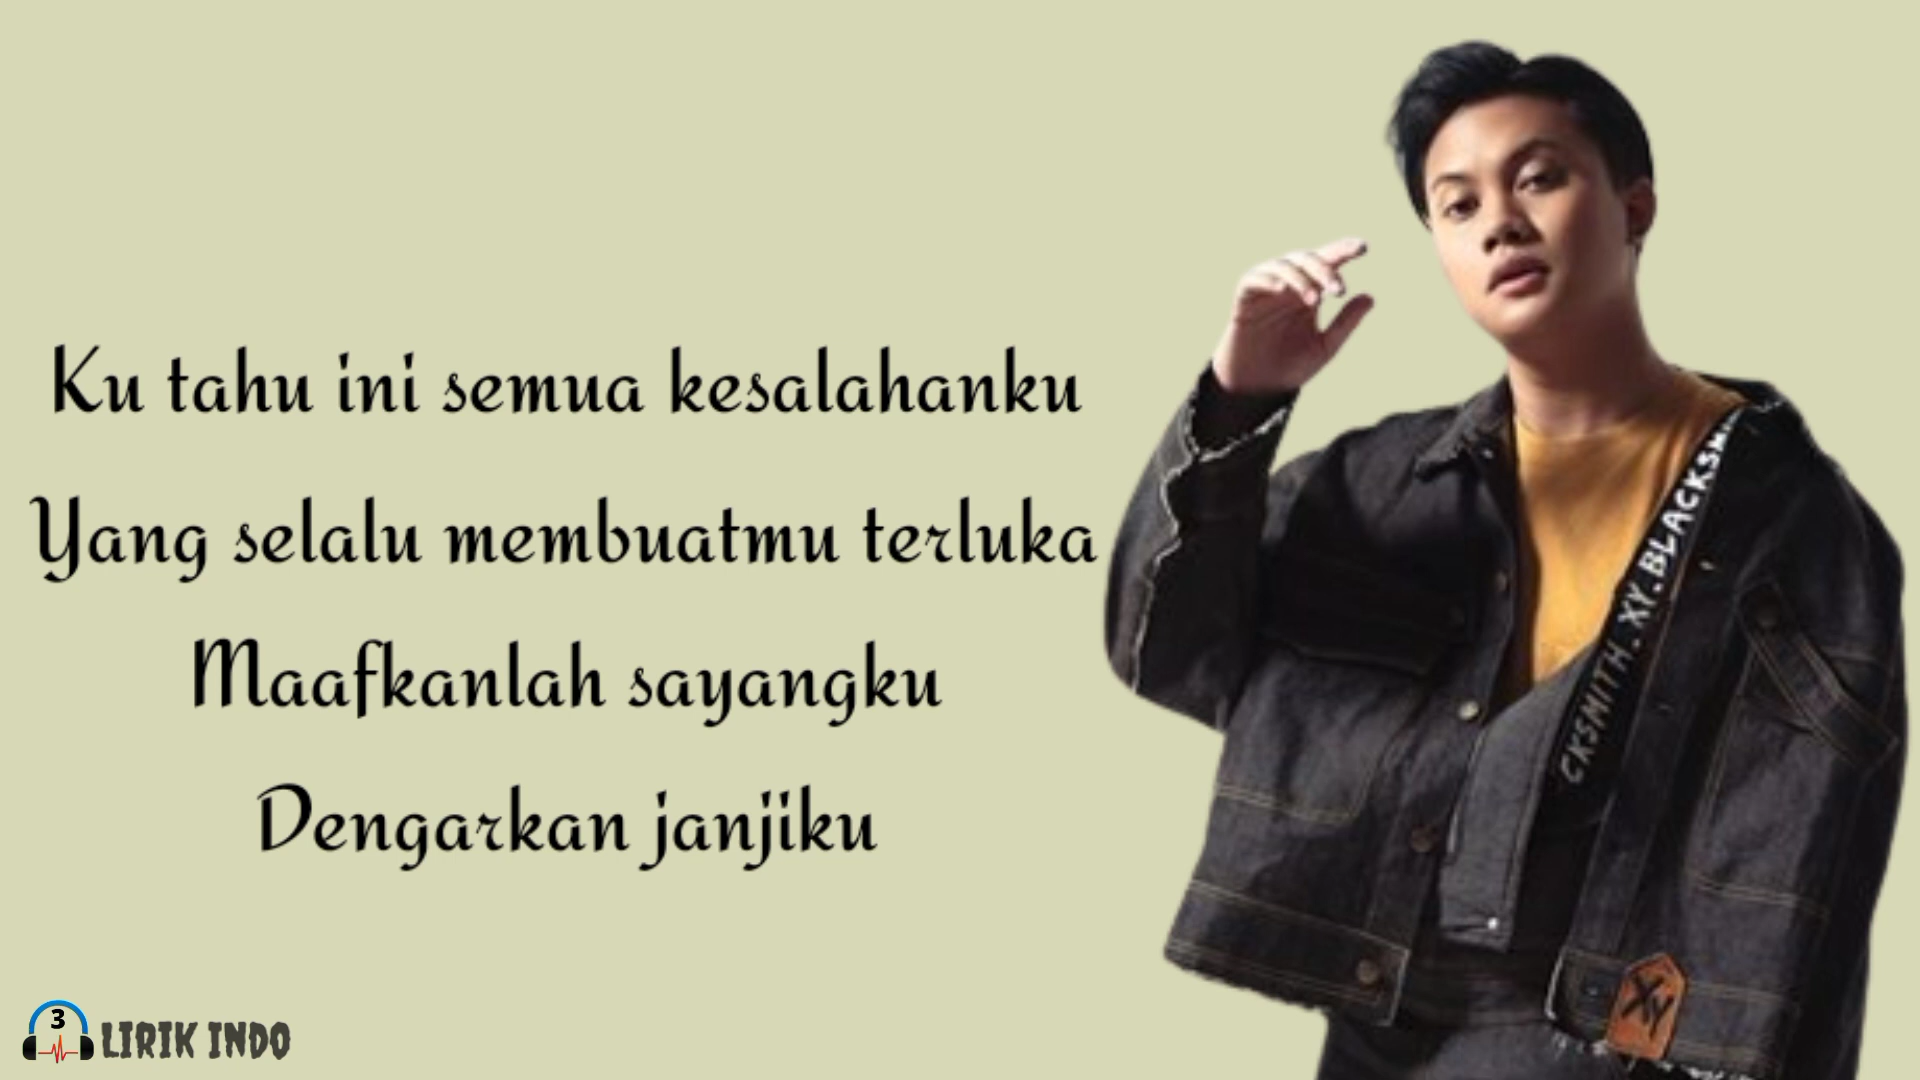 Ku tahu ini semua kesalahanku
Yang selalu membuatmu terluka
Maafkanlah sayangku
Dengarkan janjiku
CKSMITH.XY.BLACKSM
XY
3
LIRIK INDO